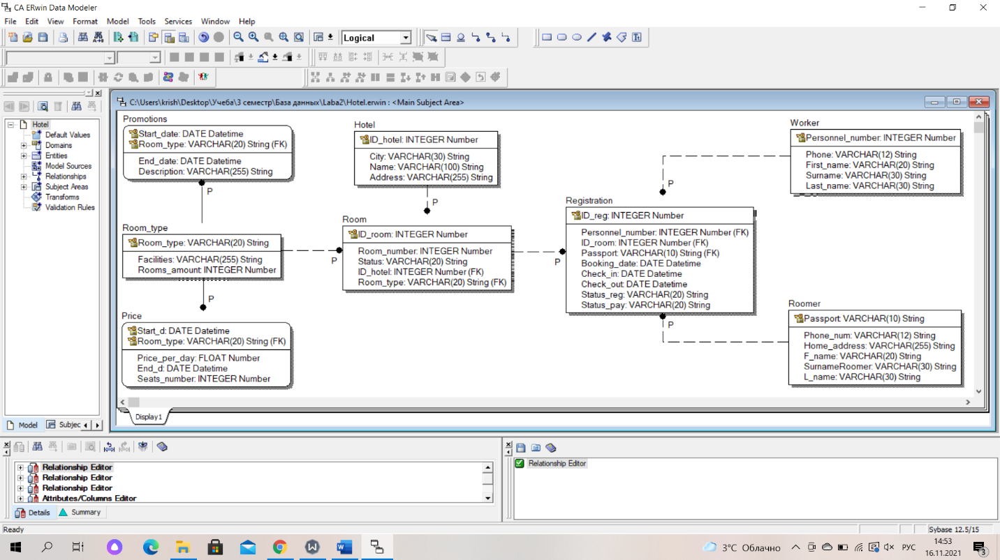 CA ERwin Data Modeler
File Edit View Format Model Tools Services Window Help
Logical
C:\Users\krish\Desktop\Учеба\3 семестр\База данных\Laba2\Hotel.erwin : <Main Subject Area>
Hotel
Default Values
Domains
Entities
Model Sources
Relationships
Subject Areas
Transforms
Validation Rules
Model Subjec
Promotions
Start_date: DATE Datetime
Room_type: VARCHAR(20) String (FK)
End_date: DATE Datetime
Description: VARCHAR(255) String
P
Room_type
Room_type: VARCHAR(20) String
Facilities: VARCHAR(255) String
Rooms_amount: INTEGER Number
P
Price
Start_d: DATE Datetime
Room_type: VARCHAR(20) String (FK)
Price_per_day: FLOAT Number
End_d: DATE Datetime
Seats_number: INTEGER Number
Hotel
ID_hotel: INTEGER Number
City: VARCHAR(30) String
Name: VARCHAR(100) String
Address: VARCHAR(255) String
P
Room
ID_room: INTEGER Number
Room_number: INTEGER Number
Status: VARCHAR(20) String
ID_hotel: INTEGER Number (FK)
Room_type: VARCHAR(20) String (FK)
P
Registration
ID_reg: INTEGER Number
Personnel_number: INTEGER Number (FK)
ID_room: INTEGER Number (FK)
Passport: VARCHAR(10) String (FK)
Booking_date: DATE Datetime
Check_in: DATE Datetime
Check_out: DATE Datetime
Status_reg: VARCHAR(20) String
Status_pay: VARCHAR(20) String
P
P
P
Worker
Personnel_number: INTEGER Number
Phone: VARCHAR(12) String
First_name: VARCHAR(20) String
Surname: VARCHAR(30) String
Last_name: VARCHAR(30) String
Roomer
Passport: VARCHAR(10) String
Phone_num: VARCHAR(12) String
Home_address: VARCHAR(255) String
F_name: VARCHAR(20) String
SurnameRoomer: VARCHAR(30) String
L_name: VARCHAR(30) String
Display1
Relationship Editor
Relationship Editor
Relationship Editor
Attributes/Columns Editor
Details Summary
Relationship Editor
Ready
Sybase 12.5/15
3°C Облачно
РУС
14:53
16.11.2021
3